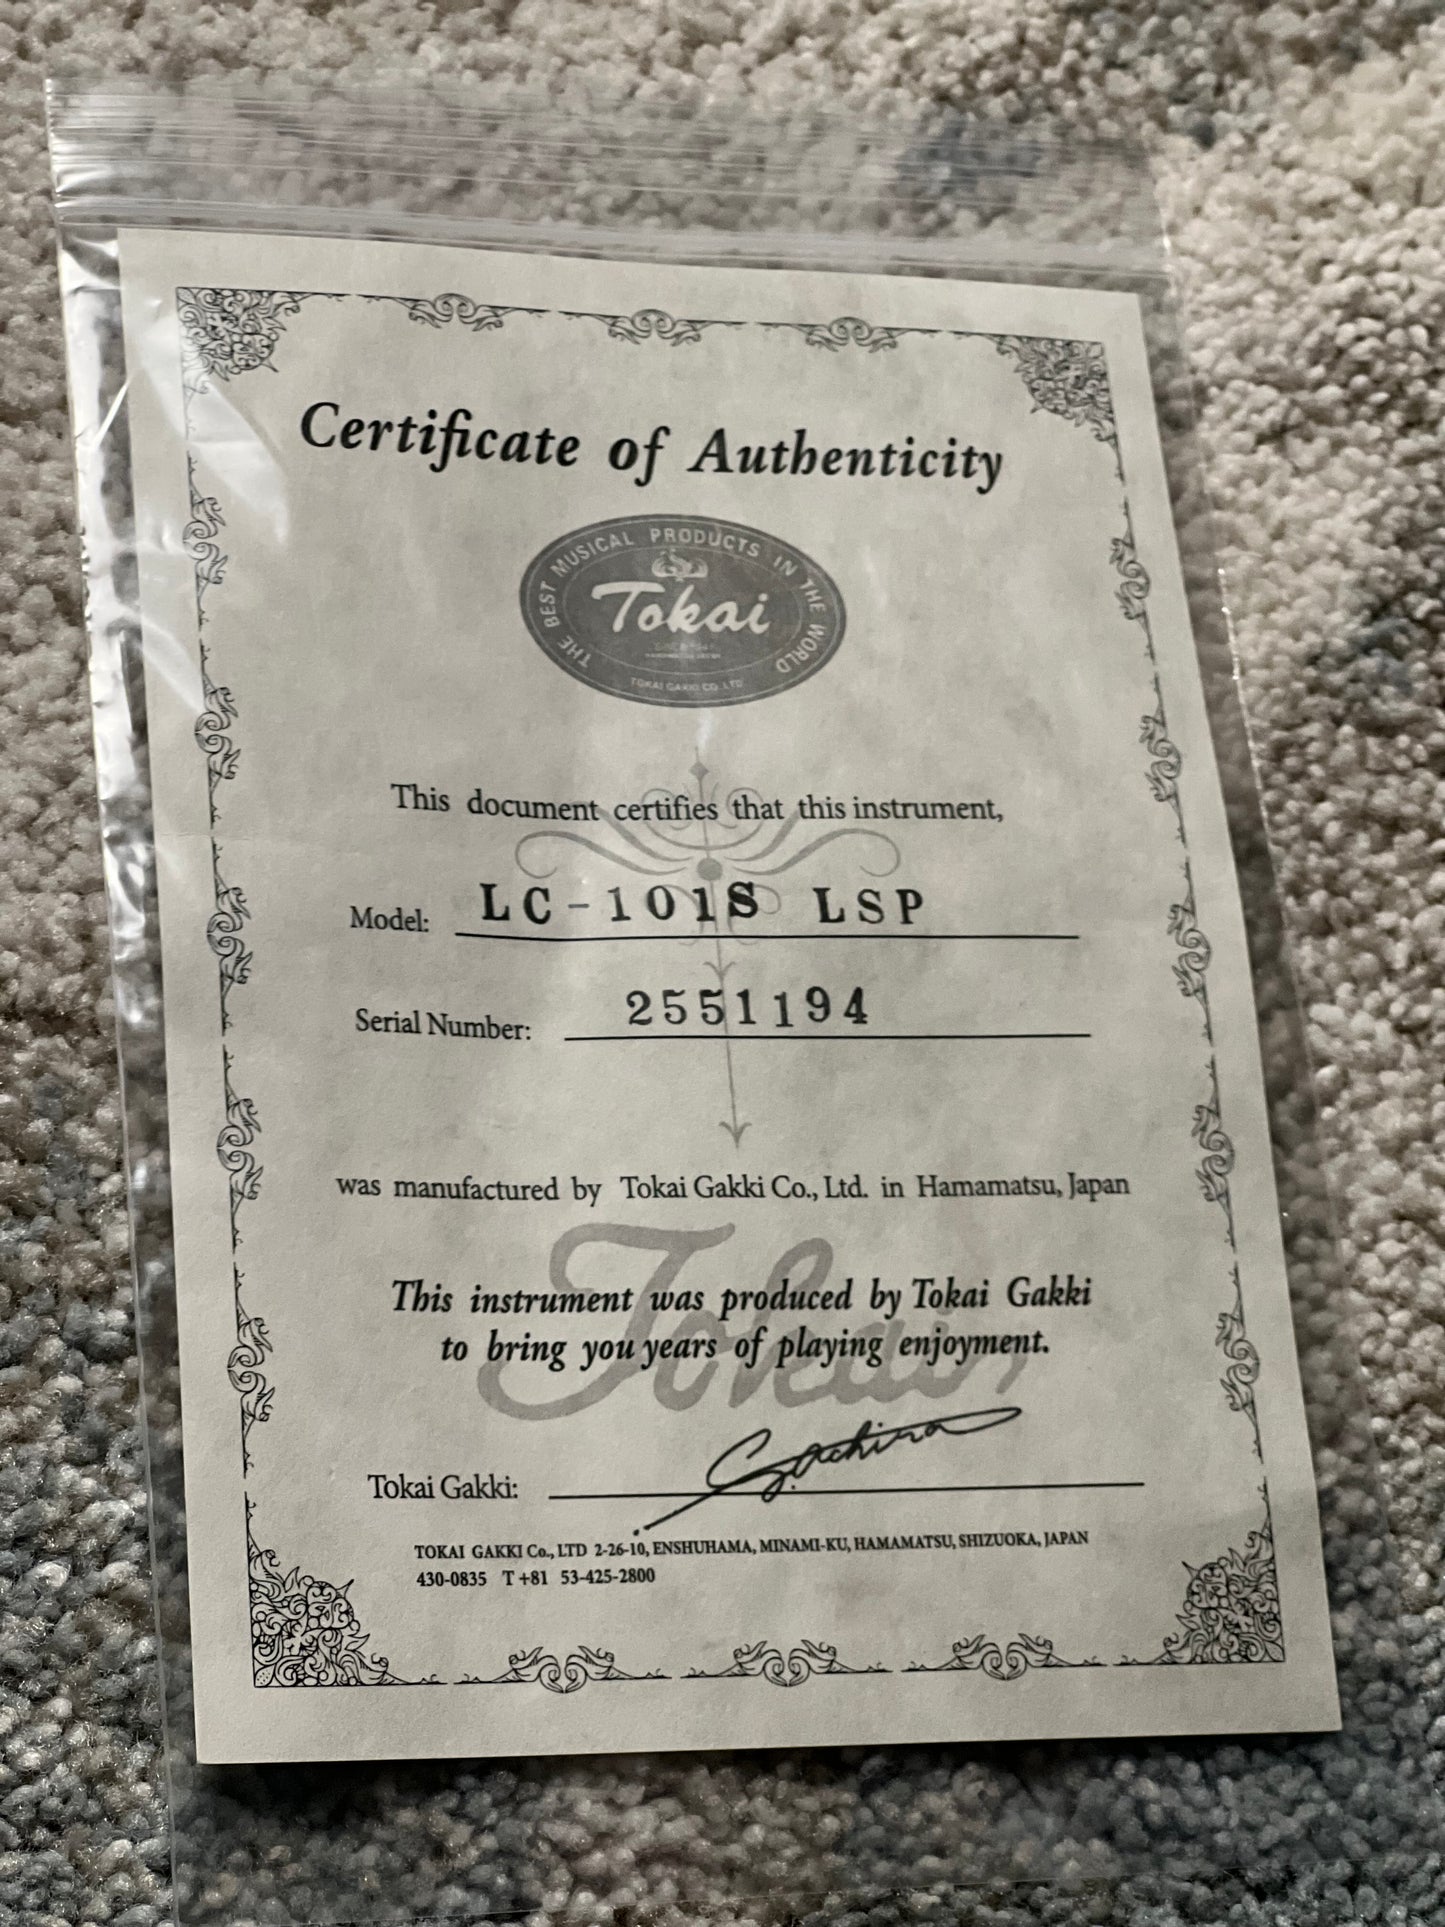 Certificate of Authenticity
THE BEST MUSICAL PRODUCTS IN THE WORLD
Tokai
TOKAI GAKKI CO. LTD
This document certifies that this instrument,
Model: LC-101S LSP
Serial Number: 2551194
was manufactured by Tokai Gakki Co., Ltd. in Hamamatsu, Japan
Tokai
This instrument was produced by Tokai Gakki
to bring you years of playing enjoyment.
Tokai Gakki:
TOKAI GAKKI Co., LTD 2-26-10, ENSHUHAMA, MINAMI-KU, HAMAMATSU, SHIZUOKA, JAPAN
430-0835 T +81 53-425-2800